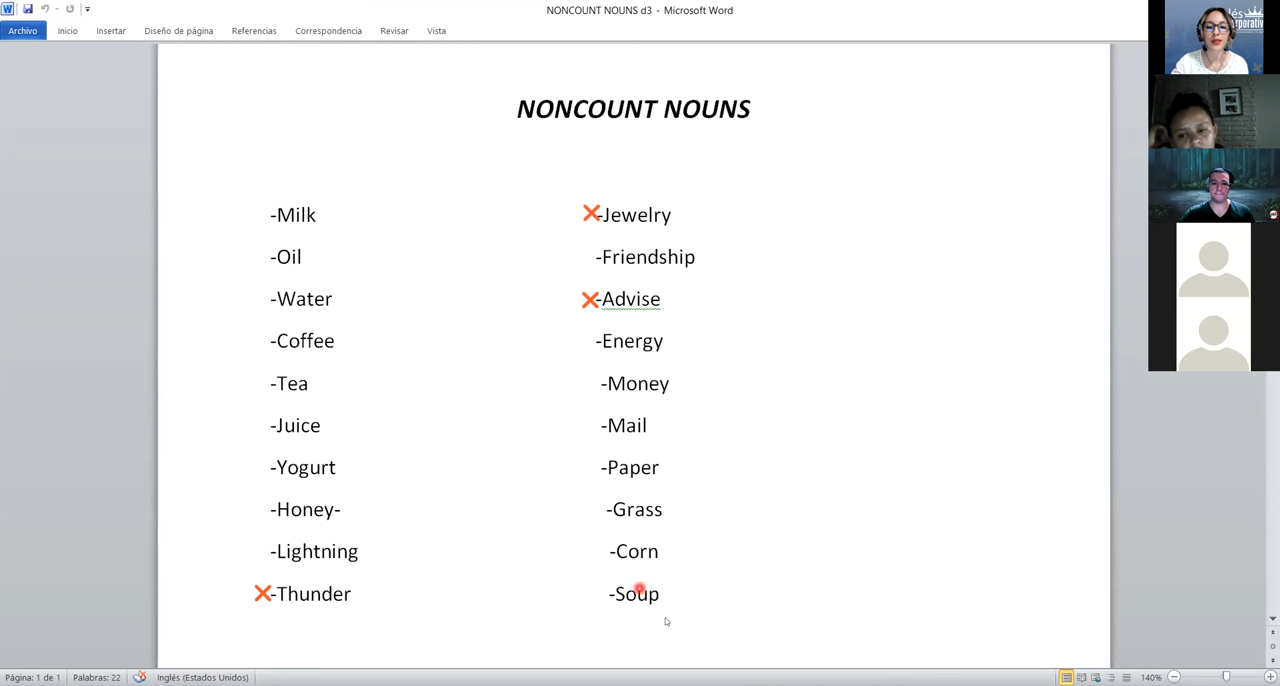 NONCOUNT NOUNS d3 - Microsoft Word
Archivo Inicio Insertar Diseño de página Referencias Correspondencia Revisar Vista
NONCOUNT NOUNS
-Milk
-Oil
-Water
-Coffee
-Tea
-Juice
-Yogurt
-Honey-
-Lightning
-Thunder
-Jewelry
-Friendship
-Advise
-Energy
-Money
-Mail
-Paper
-Grass
-Corn
-Soup
Página: 1 de 1 Palabras: 22 Inglés (Estados Unidos) 140%